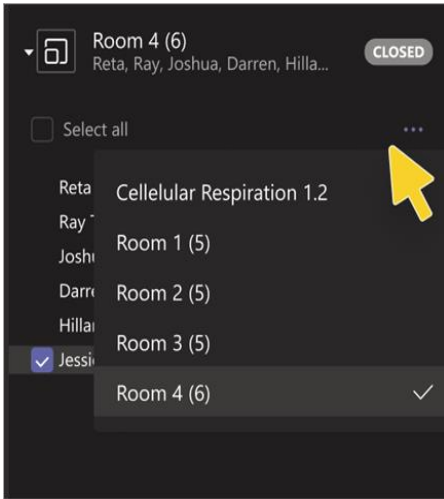 Room 4 (6)
Reta, Ray, Joshua, Darren, Hilla...
CLOSED
Select all
Reta
Ray
Joshu
Darre
Hillar
Jessi
Cellelular Respiration 1.2
Room 1 (5)
Room 2 (5)
Room 3 (5)
Room 4 (6)